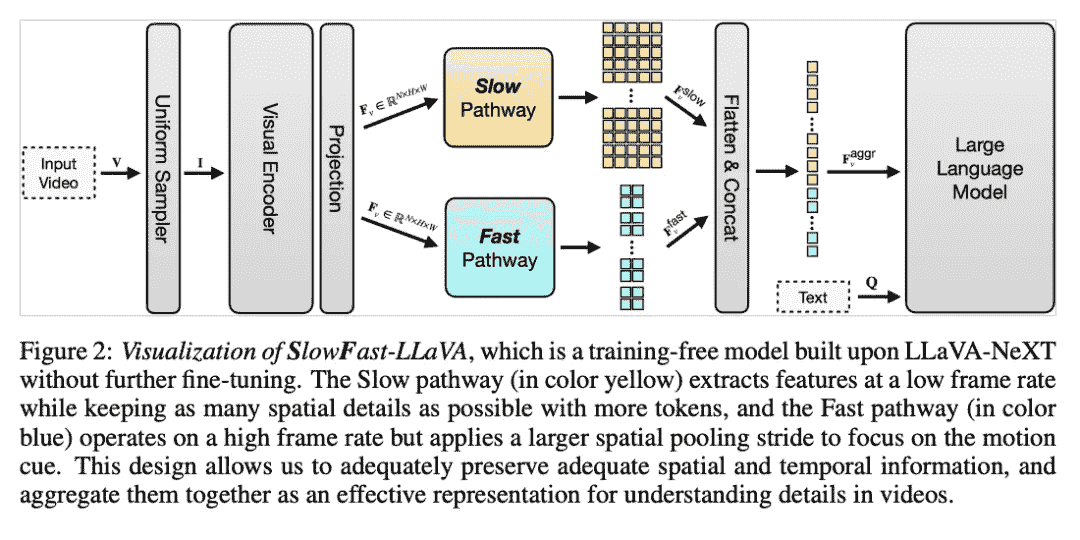 Input
Video
V
Uniform Sampler
I
Visual Encoder
Projection
F_v ∈ ℝ^{N×H×W}
F_v ∈ ℝ^{N×H×W}
Slow
Pathway
Fast
Pathway
F_v^{slow}
F_v^{fast}
Flatten & Concat
F_v^{aggr}
Text
Q
Large
Language
Model
Figure 2: Visualization of SlowFast-LLaVA, which is a training-free model built upon LLaVA-NeXT
without further fine-tuning. The Slow pathway (in color yellow) extracts features at a low frame rate
while keeping as many spatial details as possible with more tokens, and the Fast pathway (in color
blue) operates on a high frame rate but applies a larger spatial pooling stride to focus on the motion
cue. This design allows us to adequately preserve adequate spatial and temporal information, and
aggregate them together as an effective representation for understanding details in videos.